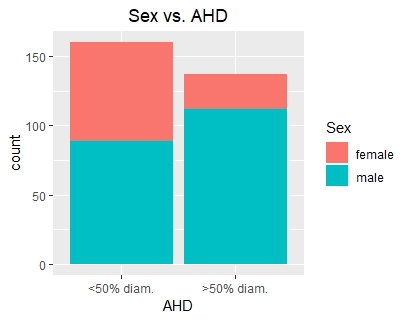 Sex vs. AHD
150
100
50
0
count
<50% diam.
>50% diam.
AHD
Sex
female
male